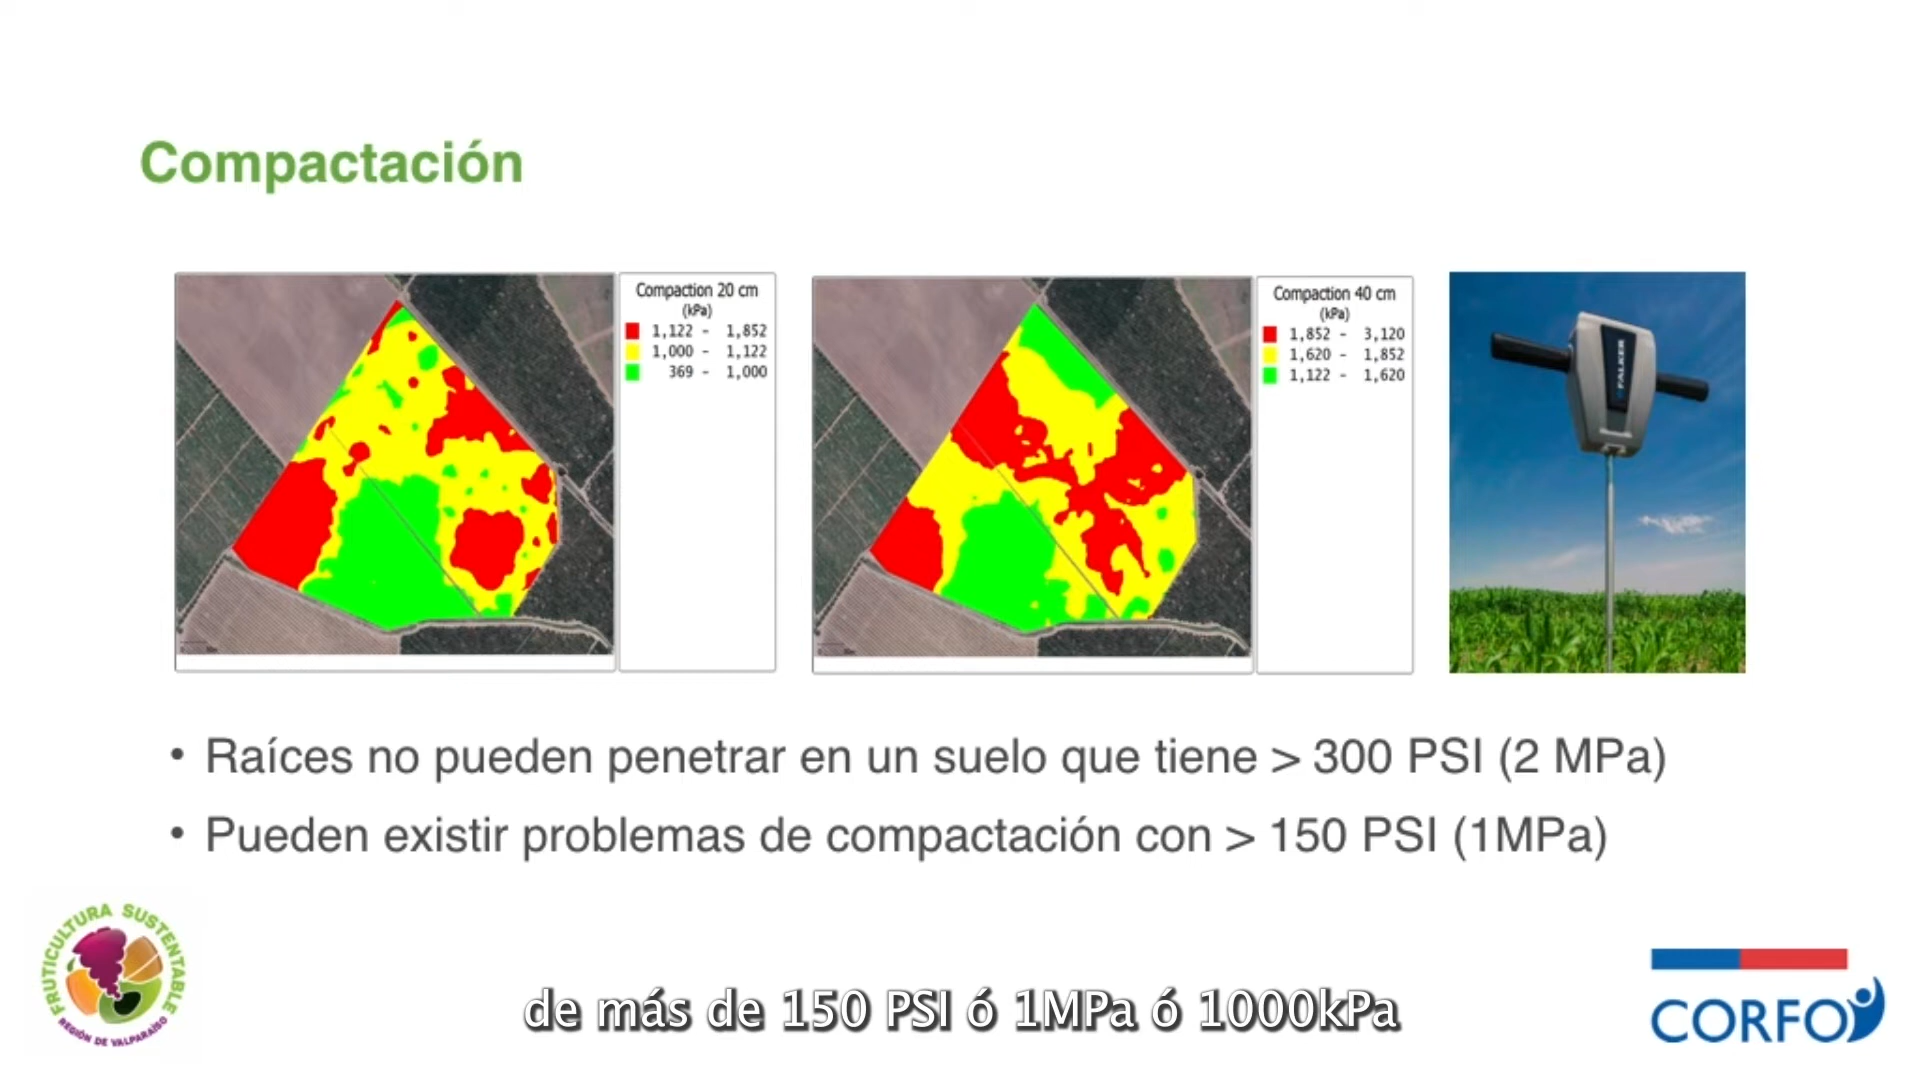 Compactación
Compaction 20 cm
(kPa)
1,122 - 1,852
1,000 - 1,122
369 - 1,000
Compaction 40 cm
(kPa)
1,852 - 3,120
1,620 - 1,852
1,122 - 1,620
FALKER
• Raíces no pueden penetrar en un suelo que tiene > 300 PSI (2 MPa)
• Pueden existir problemas de compactación con > 150 PSI (1MPa)
FRUTICULTURA SUSTENTABLE
REGIÓN DE VALPARAÍSO
de más de 150 PSI ó 1MPa ó 1000kPa
CORFO